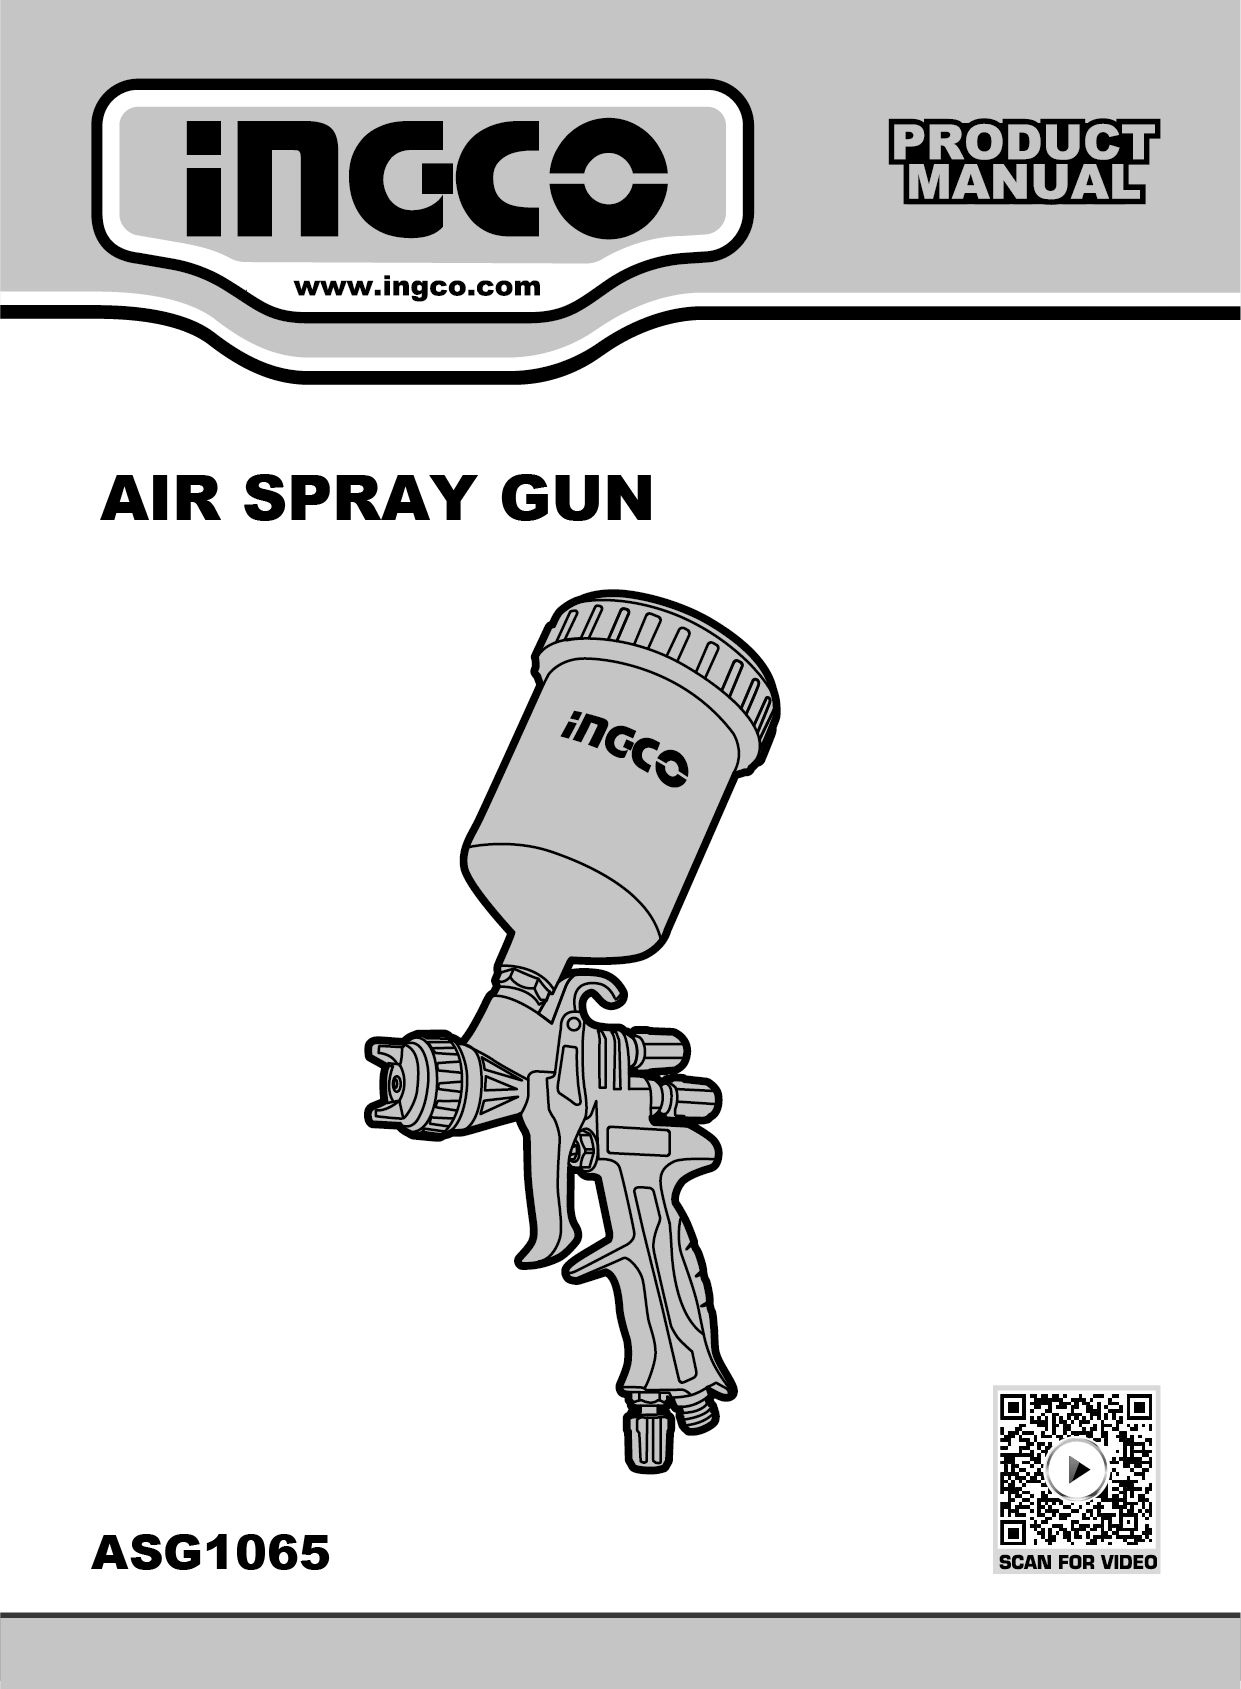 INGCO
www.ingco.com
PRODUCT
MANUAL
AIR SPRAY GUN
INGCO
ASG1065
SCAN FOR VIDEO